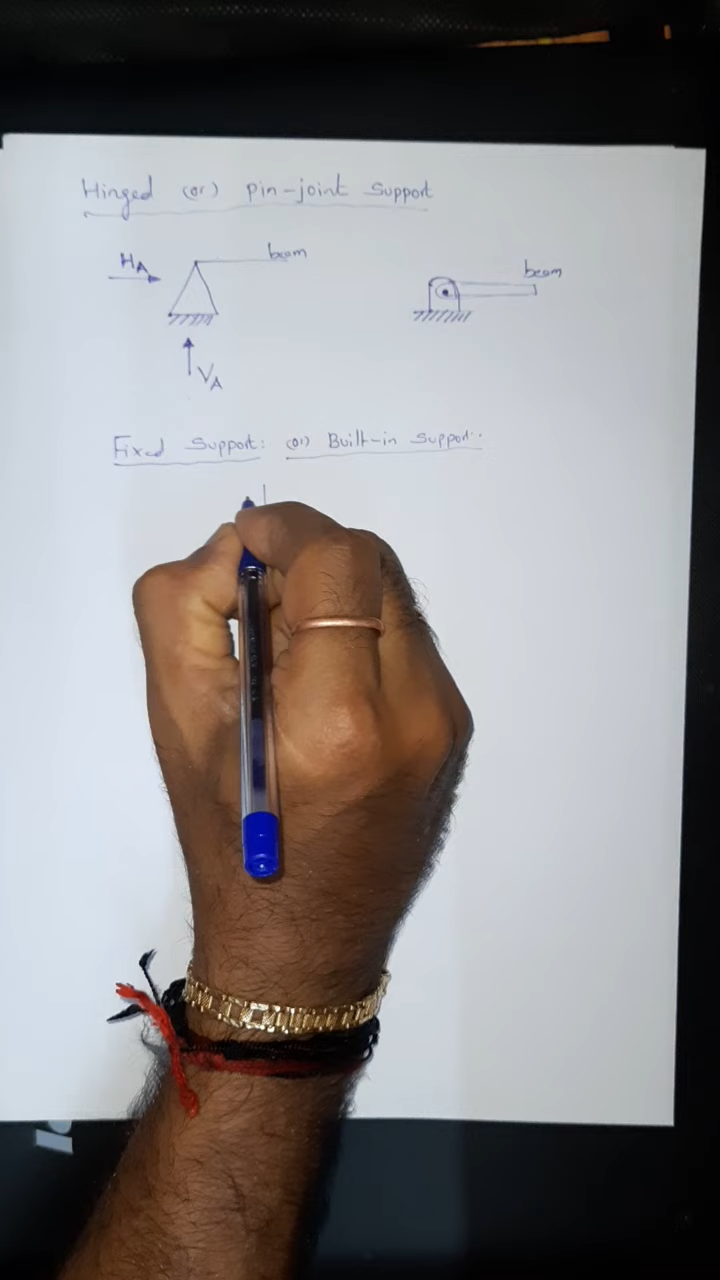 Hinged (or) Pin-joint Support
HA
beam
beam
VA
Fixed Support: (or) Built-in Support: